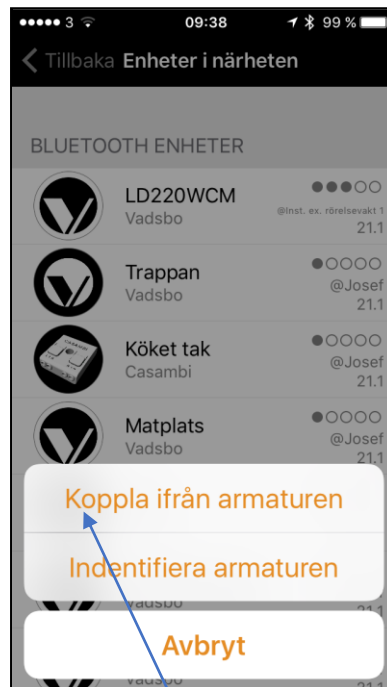 3 09:38 99 %
Tillbaka Enheter i närheten
BLUETOOTH ENHETER
LD220WCM
Vadsbo
@Inst. ex. rörelsevakt 1
21.1
Trappan
Vadsbo
@Josef
21.1
Köket tak
Casambi
@Josef
21.1
Matplats
Vadsbo
@Josef
21.1
Koppla ifrån armaturen
Indentifiera armaturen
Vadsbo
21.1
Avbryt
Vadsbo
21.1